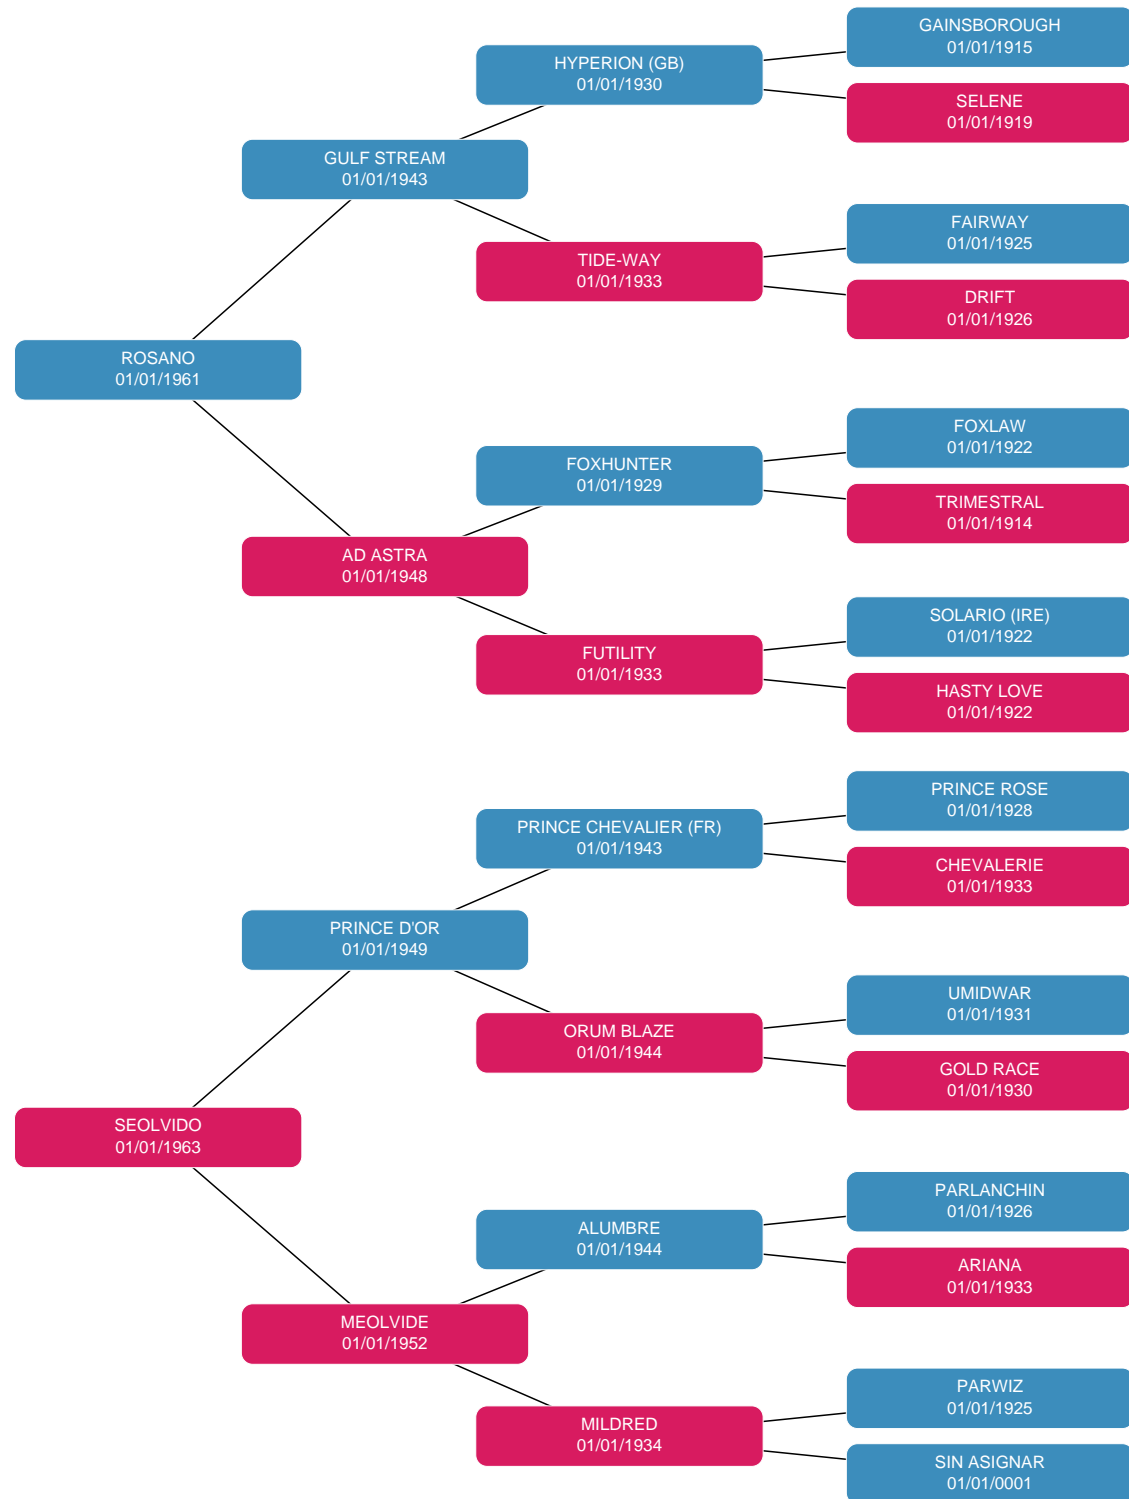 GAINSBOROUGH
01/01/1915
HYPERION (GB)
01/01/1930
SELENE
01/01/1919
GULF STREAM
01/01/1943
FAIRWAY
01/01/1925
TIDE-WAY
01/01/1933
DRIFT
01/01/1926
ROSANO
01/01/1961
FOXLAW
01/01/1922
FOXHUNTER
01/01/1929
TRIMESTRAL
01/01/1914
AD ASTRA
01/01/1948
SOLARIO (IRE)
01/01/1922
FUTILITY
01/01/1933
HASTY LOVE
01/01/1922
PRINCE ROSE
01/01/1928
PRINCE CHEVALIER (FR)
01/01/1943
CHEVALERIE
01/01/1933
PRINCE D'OR
01/01/1949
UMIDWAR
01/01/1931
ORUM BLAZE
01/01/1944
GOLD RACE
01/01/1930
SEOLVIDO
01/01/1963
PARLANCHIN
01/01/1926
ALUMBRE
01/01/1944
ARIANA
01/01/1933
MEOLVIDE
01/01/1952
PARWIZ
01/01/1925
MILDRED
01/01/1934
SIN ASIGNAR
01/01/0001